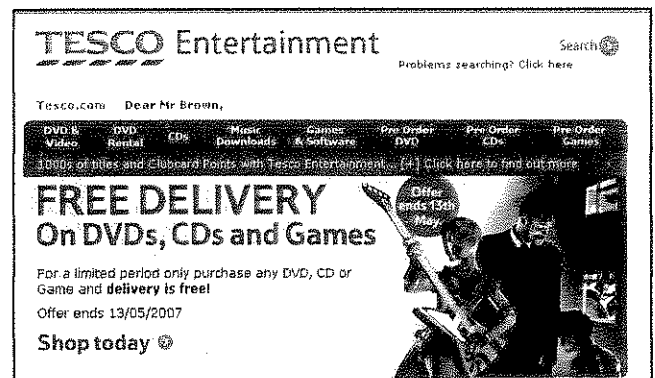 TESCO Entertainment
Search
Problems searching? Click here
Tesco.com Dear Mr Brown,
DVD & Video
DVD Rental
CDs
Music Downloads
Games & Software
Pre Order DVD
Pre Order CDs
Pre Order Games
1000s of titles and Clubcard Points with Tesco Entertainment... [+] Click here to find out more
FREE DELIVERY
On DVDs, CDs and Games
Offer
ends 13th
May
For a limited period only purchase any DVD, CD or
Game and delivery is free!
Offer ends 13/05/2007
Shop today